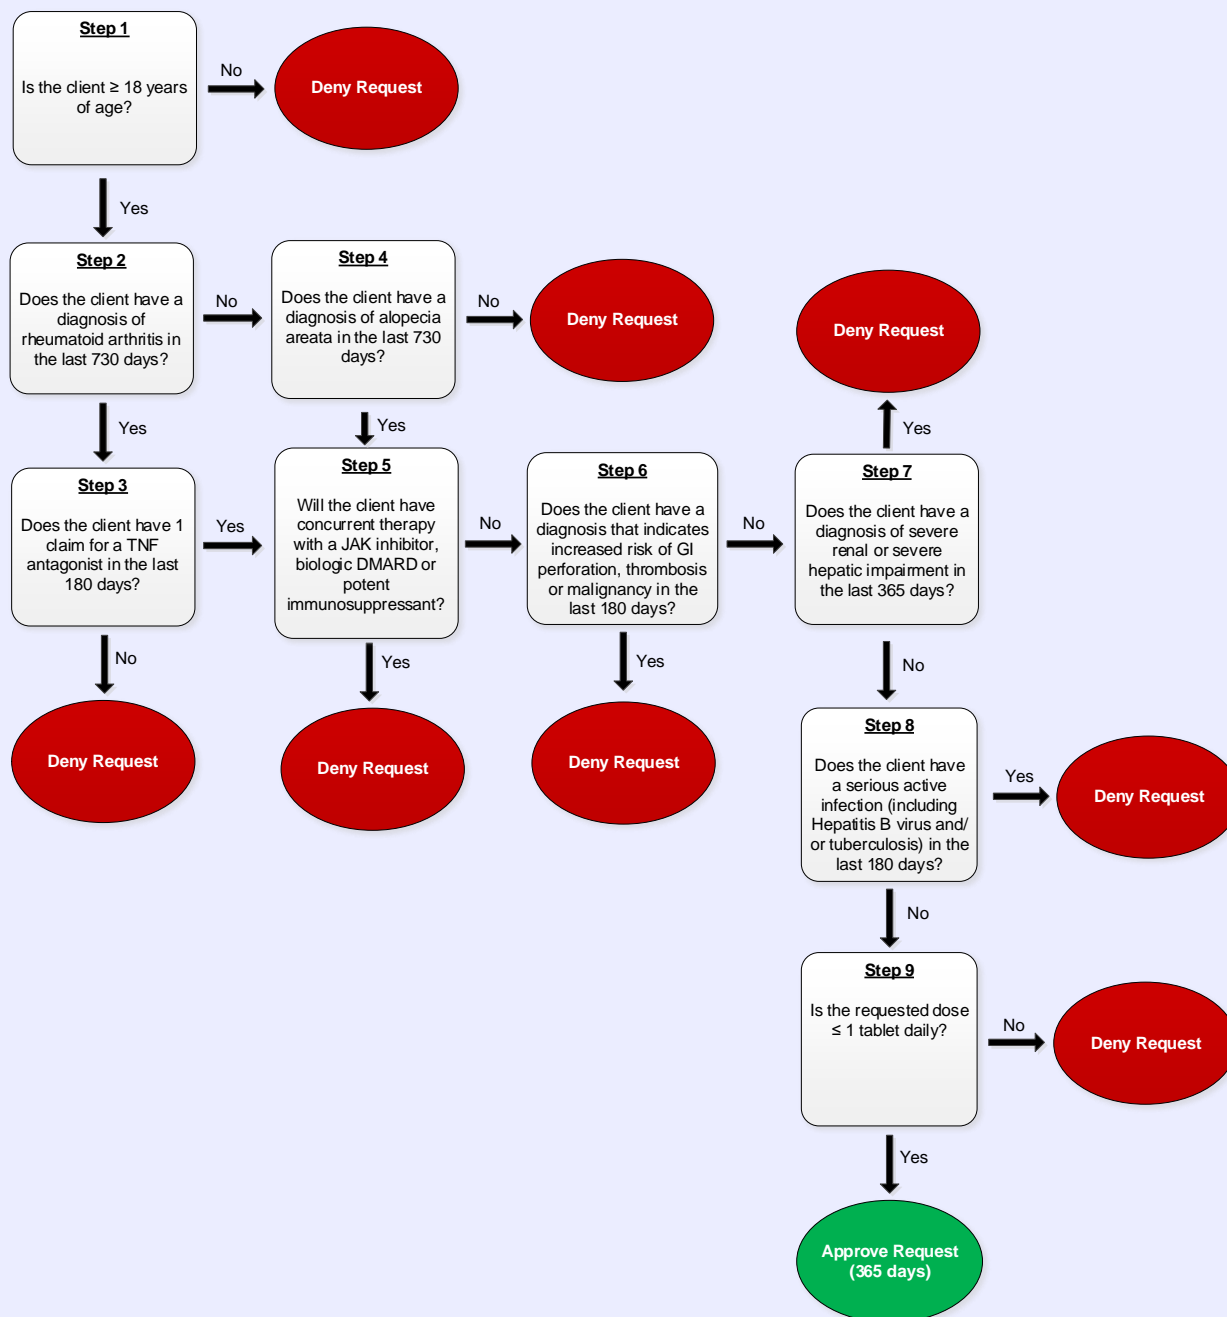 Step 1
Is the client ≥ 18 years
of age?
No
Deny Request
Yes
Step 2
Does the client have a
diagnosis of
rheumatoid arthritis in
the last 730 days?
No
Step 4
Does the client have a
diagnosis of alopecia
areata in the last 730
days?
No
Deny Request
Deny Request
Yes
Yes
Yes
Step 3
Does the client have 1
claim for a TNF
antagonist in the last
180 days?
Yes
Step 5
Will the client have
concurrent therapy
with a JAK inhibitor,
biologic DMARD or
potent
immunosuppressant?
No
Step 6
Does the client have a
diagnosis that indicates
increased risk of GI
perforation, thrombosis
or malignancy in the
last 180 days?
No
Step 7
Does the client have a
diagnosis of severe
renal or severe
hepatic impairment in
the last 365 days?
No
Yes
Yes
No
Deny Request
Deny Request
Deny Request
Step 8
Does the client have
a serious active
infection (including
Hepatitis B virus and/
or tuberculosis) in the
last 180 days?
Yes
Deny Request
No
Step 9
Is the requested dose
≤ 1 tablet daily?
No
Deny Request
Yes
Approve Request
(365 days)